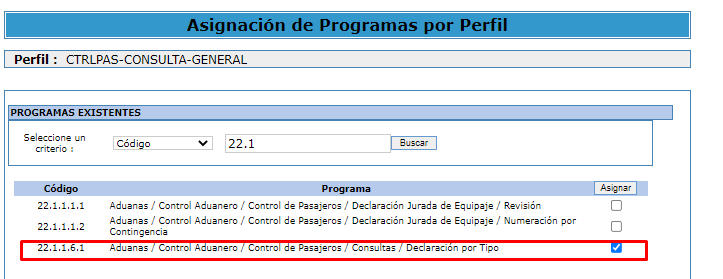 Asignación de Programas por Perfil
Perfil : CTRLPAS-CONSULTA-GENERAL
PROGRAMAS EXISTENTES
Seleccione un
criterio :
Código
22.1
Buscar
Código Programa Asignar
22.1.1.1.1 Aduanas / Control Aduanero / Control de Pasajeros / Declaración Jurada de Equipaje / Revisión
22.1.1.1.2 Aduanas / Control Aduanero / Control de Pasajeros / Declaración Jurada de Equipaje / Numeración por
Contingencia
22.1.1.6.1 Aduanas / Control Aduanero / Control de Pasajeros / Consultas / Declaración por Tipo